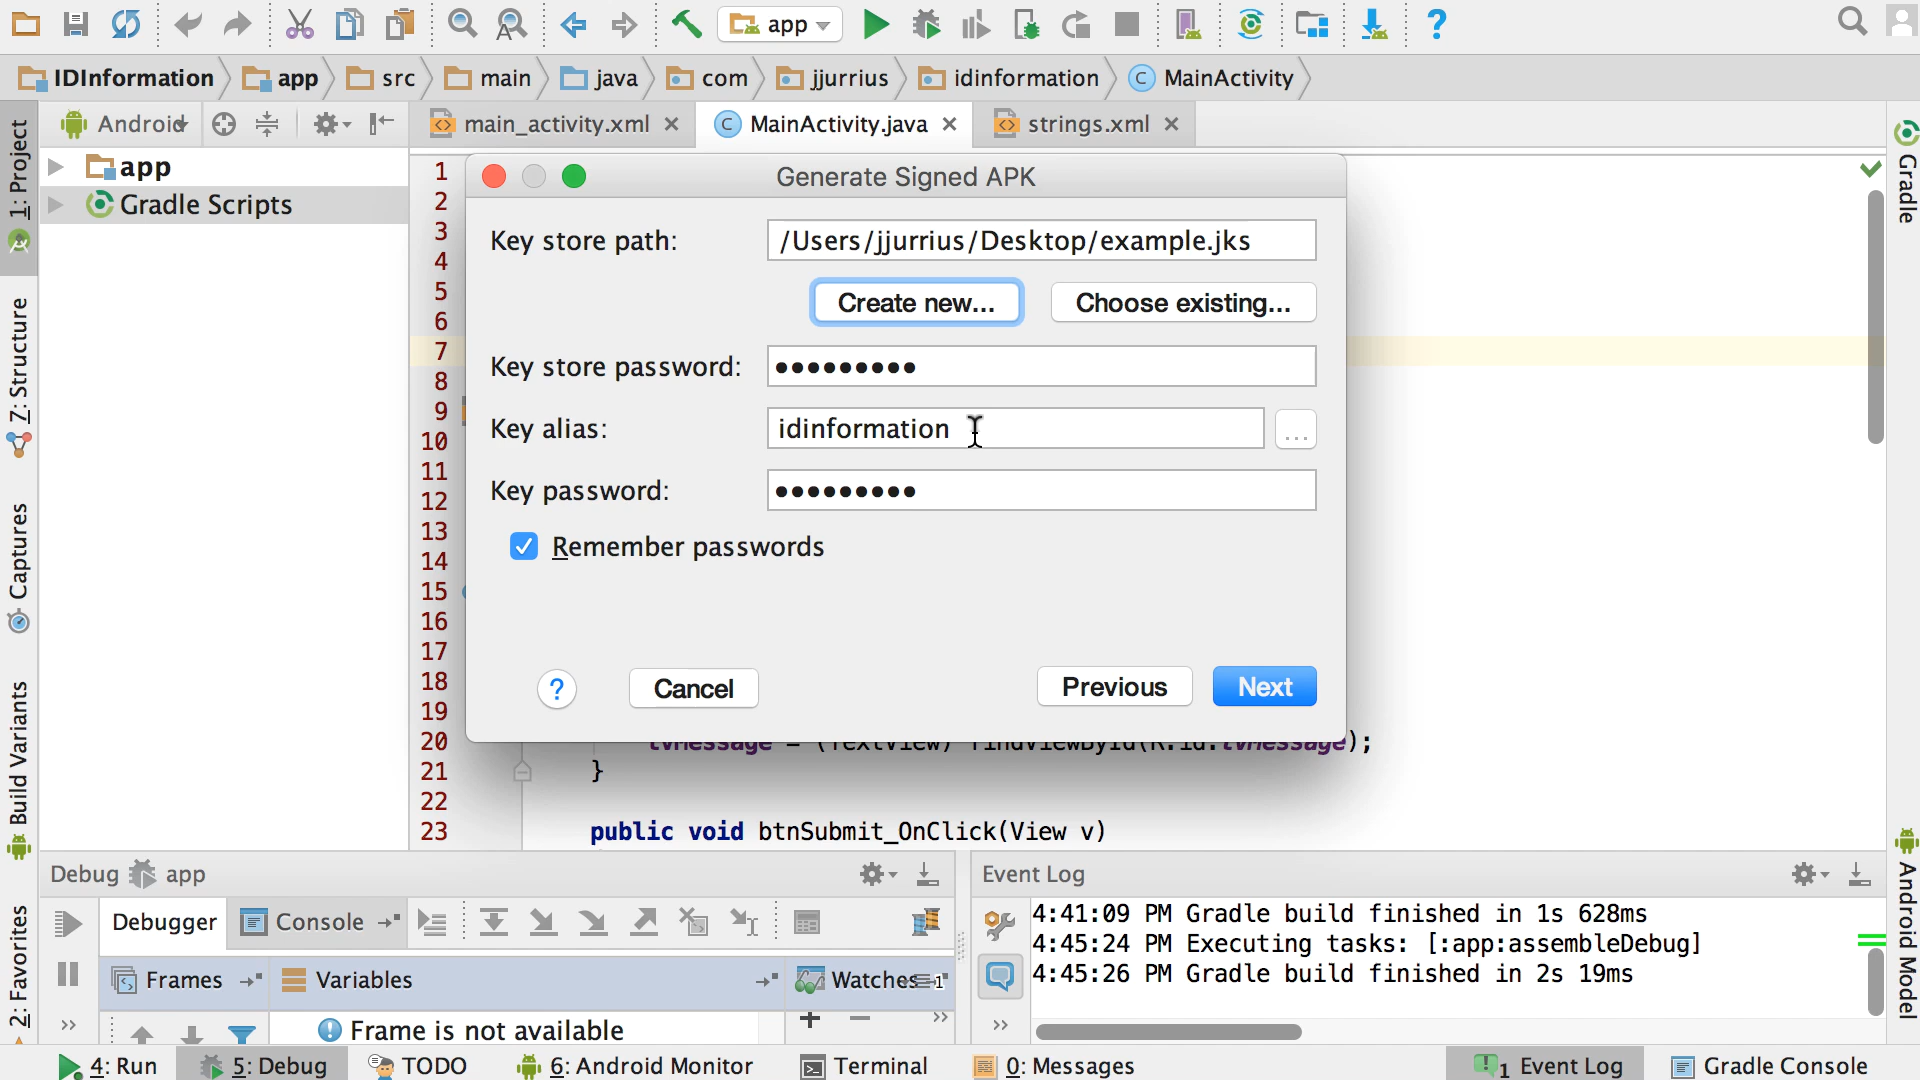 app
IDInformation app src main java com jjurrius idinformation MainActivity
Android
main_activity.xml MainActivity.java strings.xml
app
Gradle Scripts
1: Project
7: Structure
Captures
Build Variants
2: Favorites
1
2
3
4
5
6
7
8
9
10
11
12
13
14
15
16
17
18
19
20
21
22
23
Generate Signed APK
Key store path: /Users/jjurrius/Desktop/example.jks
Create new... Choose existing...
Key store password: •••••••••
Key alias: idinformation ...
Key password: •••••••••
Remember passwords
? Cancel Previous Next
tvMessage = (TextView) findViewById(R.id.tvMessage);
}
public void btnSubmit_OnClick(View v)
Gradle
Android Model
Debug app
Debugger Console
Frames Variables Watches 1
Frame is not available
Event Log
4:41:09 PM Gradle build finished in 1s 628ms
4:45:24 PM Executing tasks: [:app:assembleDebug]
4:45:26 PM Gradle build finished in 2s 19ms
4: Run 5: Debug TODO 6: Android Monitor Terminal 0: Messages 1 Event Log Gradle Console